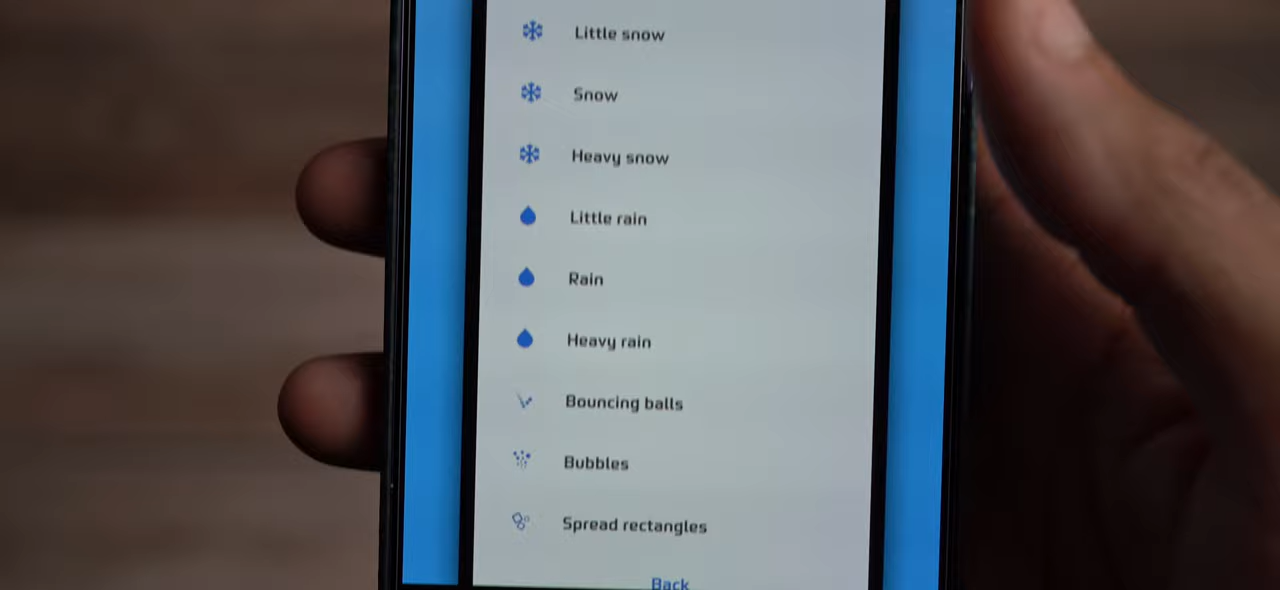 Little snow
Snow
Heavy snow
Little rain
Rain
Heavy rain
Bouncing balls
Bubbles
Spread rectangles
Back